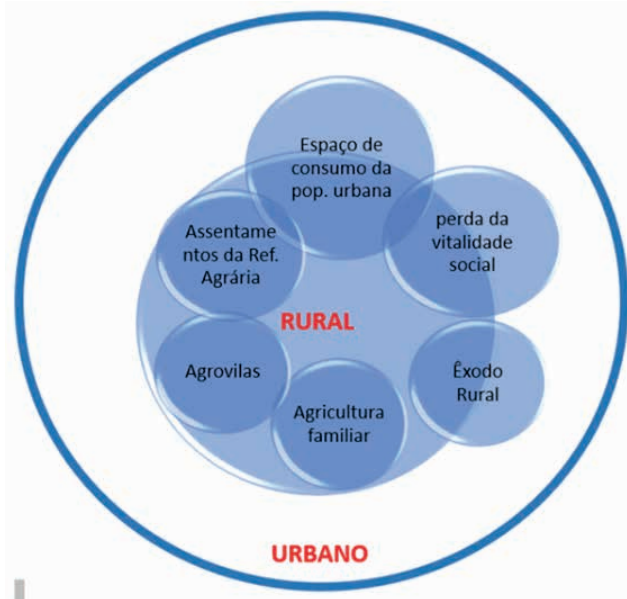 Espaço de
consumo da
pop. urbana
perda da
vitalidade
social
Assentame
ntos da Ref.
Agrária
RURAL
Agrovilas
Êxodo
Rural
Agricultura
familiar
URBANO